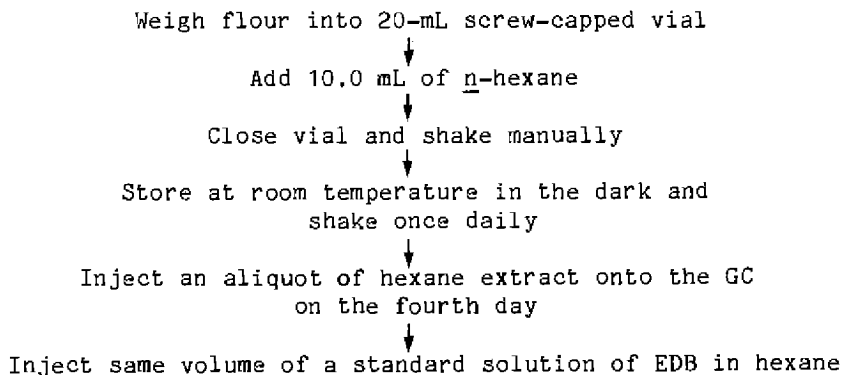 Weigh flour into 20-mL screw-capped vial
Add 10.0 mL of n-hexane
Close vial and shake manually
Store at room temperature in the dark and
shake once daily
Inject an aliquot of hexane extract onto the GC
on the fourth day
Inject same volume of a standard solution of EDB in hexane